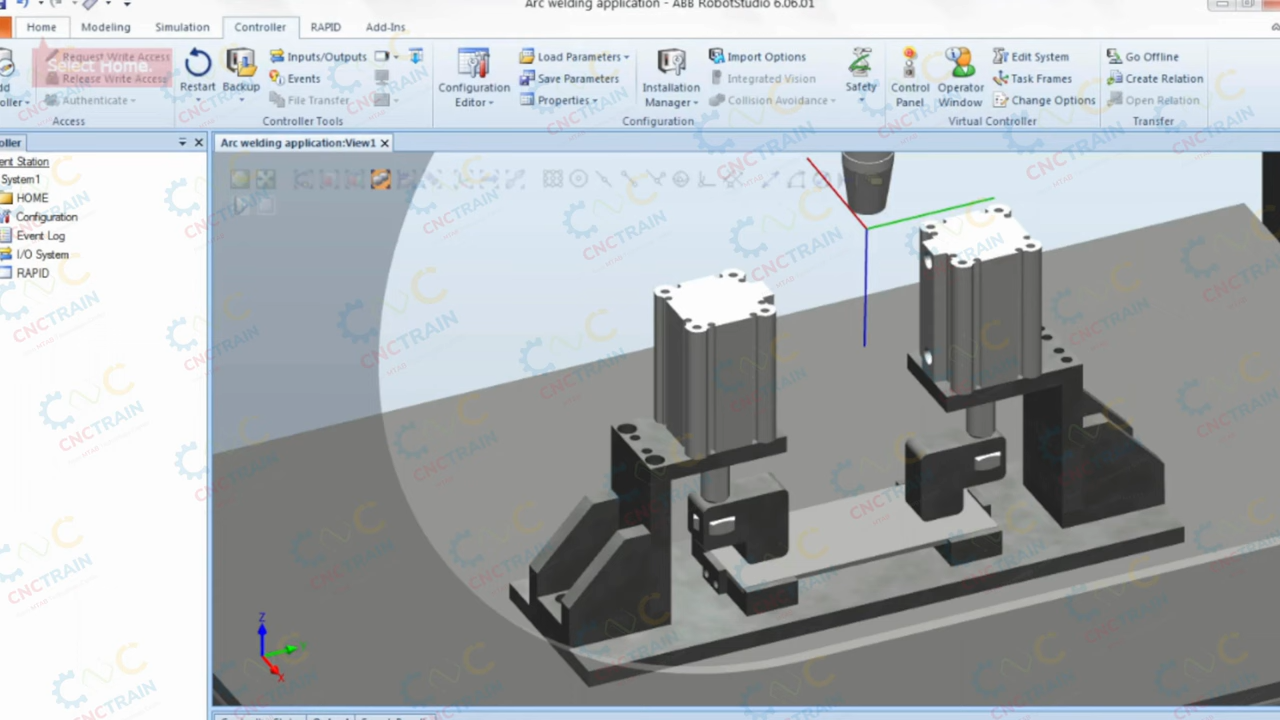 Arc welding application - ABB RobotStudio 6.06.01
Home Modeling Simulation Controller RAPID Add-Ins
Request Write Access
Release Write Access
Authenticate
Access
Select Home.
Restart
Backup
Inputs/Outputs
Events
File Transfer
Controller Tools
Configuration
Editor
Load Parameters
Save Parameters
Properties
Installation
Manager
Import Options
Integrated Vision
Collision Avoidance
Configuration
Safety
Control
Panel
Operator
Window
Edit System
Task Frames
Change Options
Virtual Controller
Go Offline
Create Relation
Open Relation
Transfer
Arc welding application:View1
System1
HOME
Configuration
Event Log
I/O System
RAPID
Z
X
CNCTRAIN